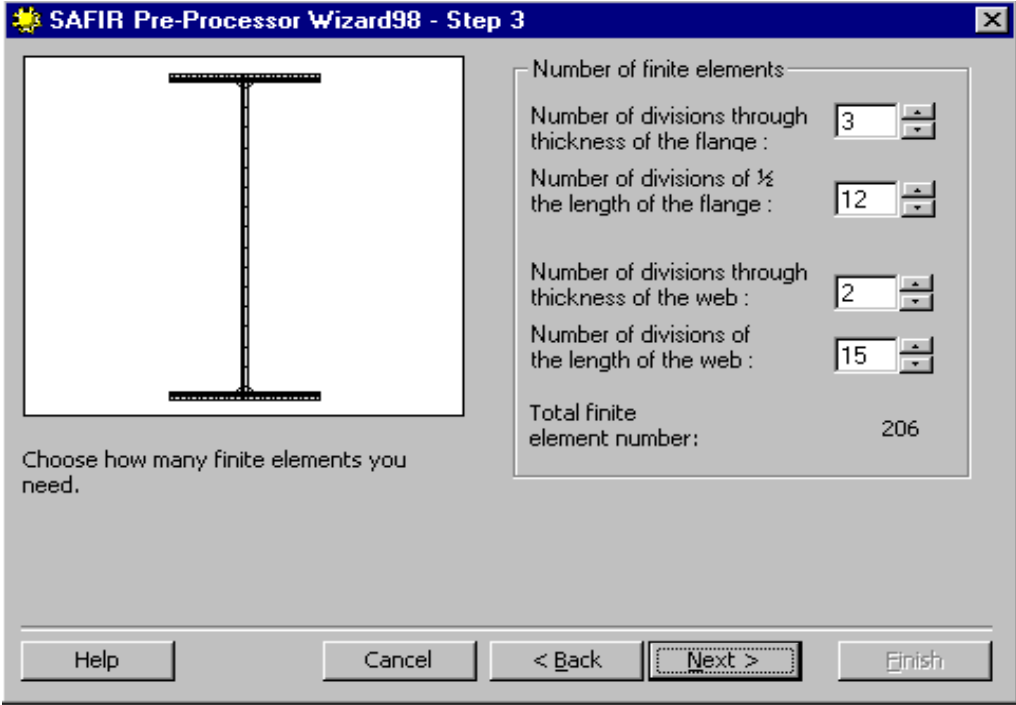 SAFIR Pre-Processor Wizard98 - Step 3
Number of finite elements
Number of divisions through
thickness of the flange :
3
Number of divisions of ½
the length of the flange :
12
Number of divisions through
thickness of the web :
2
Number of divisions of
the length of the web :
15
Total finite
element number:
206
Choose how many finite elements you
need.
Help
Cancel
< Back
Next >
Finish